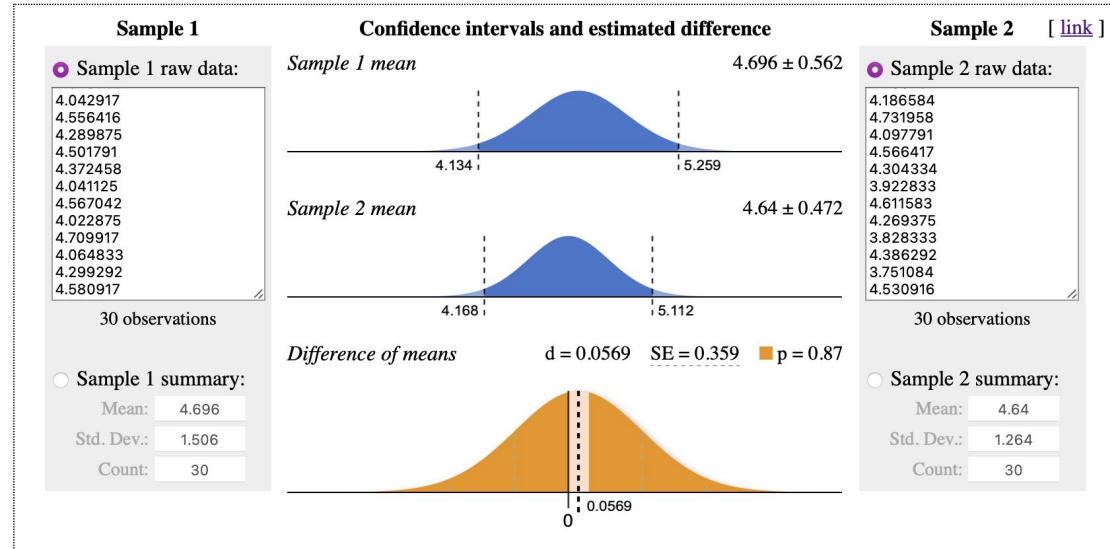 Sample 1
Confidence intervals and estimated difference
Sample 2
[ link ]
Sample 1 raw data:
4.042917
4.556416
4.289875
4.501791
4.372458
4.041125
4.567042
4.022875
4.709917
4.064833
4.299292
4.580917
30 observations
Sample 1 summary:
Mean: 4.696
Std. Dev.: 1.506
Count: 30
Sample 1 mean 4.696 ± 0.562
4.134 5.259
Sample 2 mean 4.64 ± 0.472
4.168 5.112
Difference of means d = 0.0569 SE = 0.359 p = 0.87
0.0569
0
Sample 2 raw data:
4.186584
4.731958
4.097791
4.566417
4.304334
3.922833
4.611583
4.269375
3.828333
4.386292
3.751084
4.530916
30 observations
Sample 2 summary:
Mean: 4.64
Std. Dev.: 1.264
Count: 30